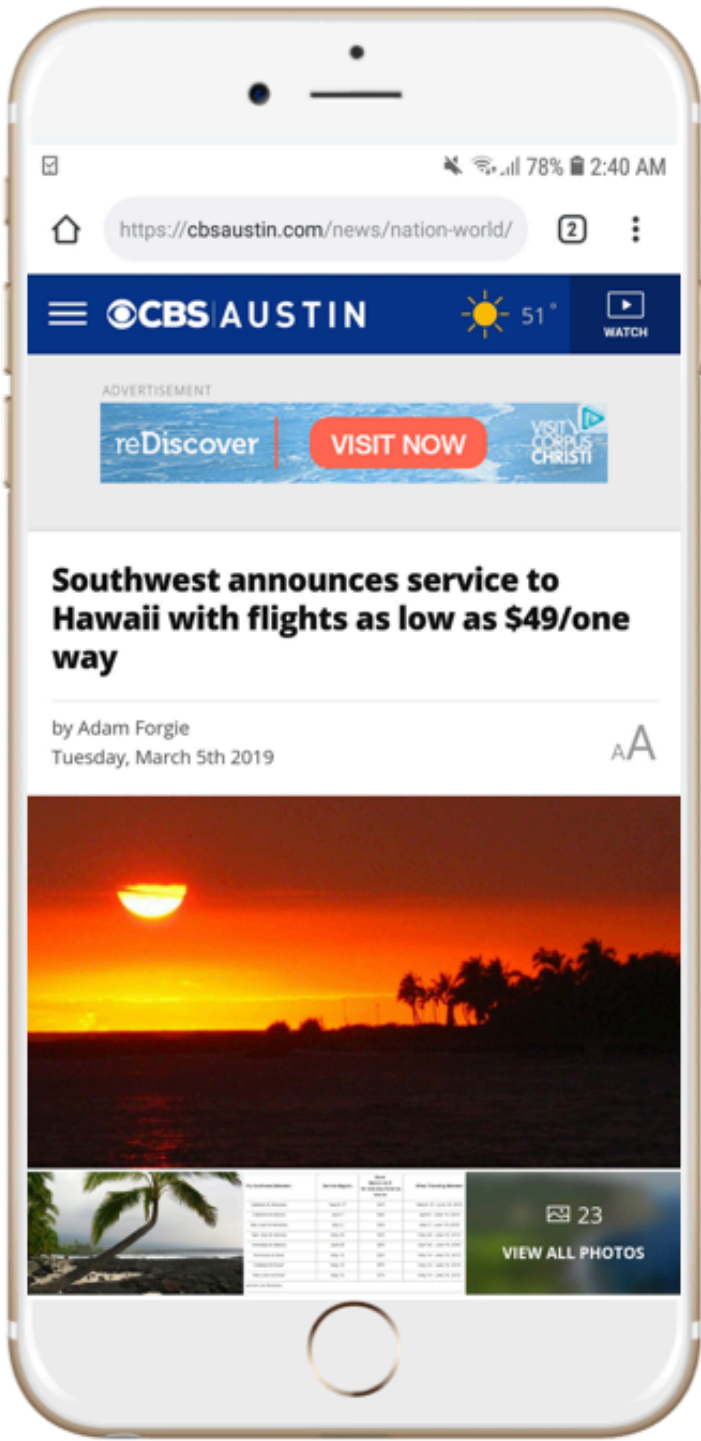 78% 2:40 AM
https://cbsaustin.com/news/nation-world/ 2
CBS AUSTIN 51° WATCH
ADVERTISEMENT
reDiscover VISIT NOW VISIT CORPUS CHRISTI
Southwest announces service to
Hawaii with flights as low as $49/one
way
by Adam Forgie
Tuesday, March 5th 2019
AA
23
VIEW ALL PHOTOS